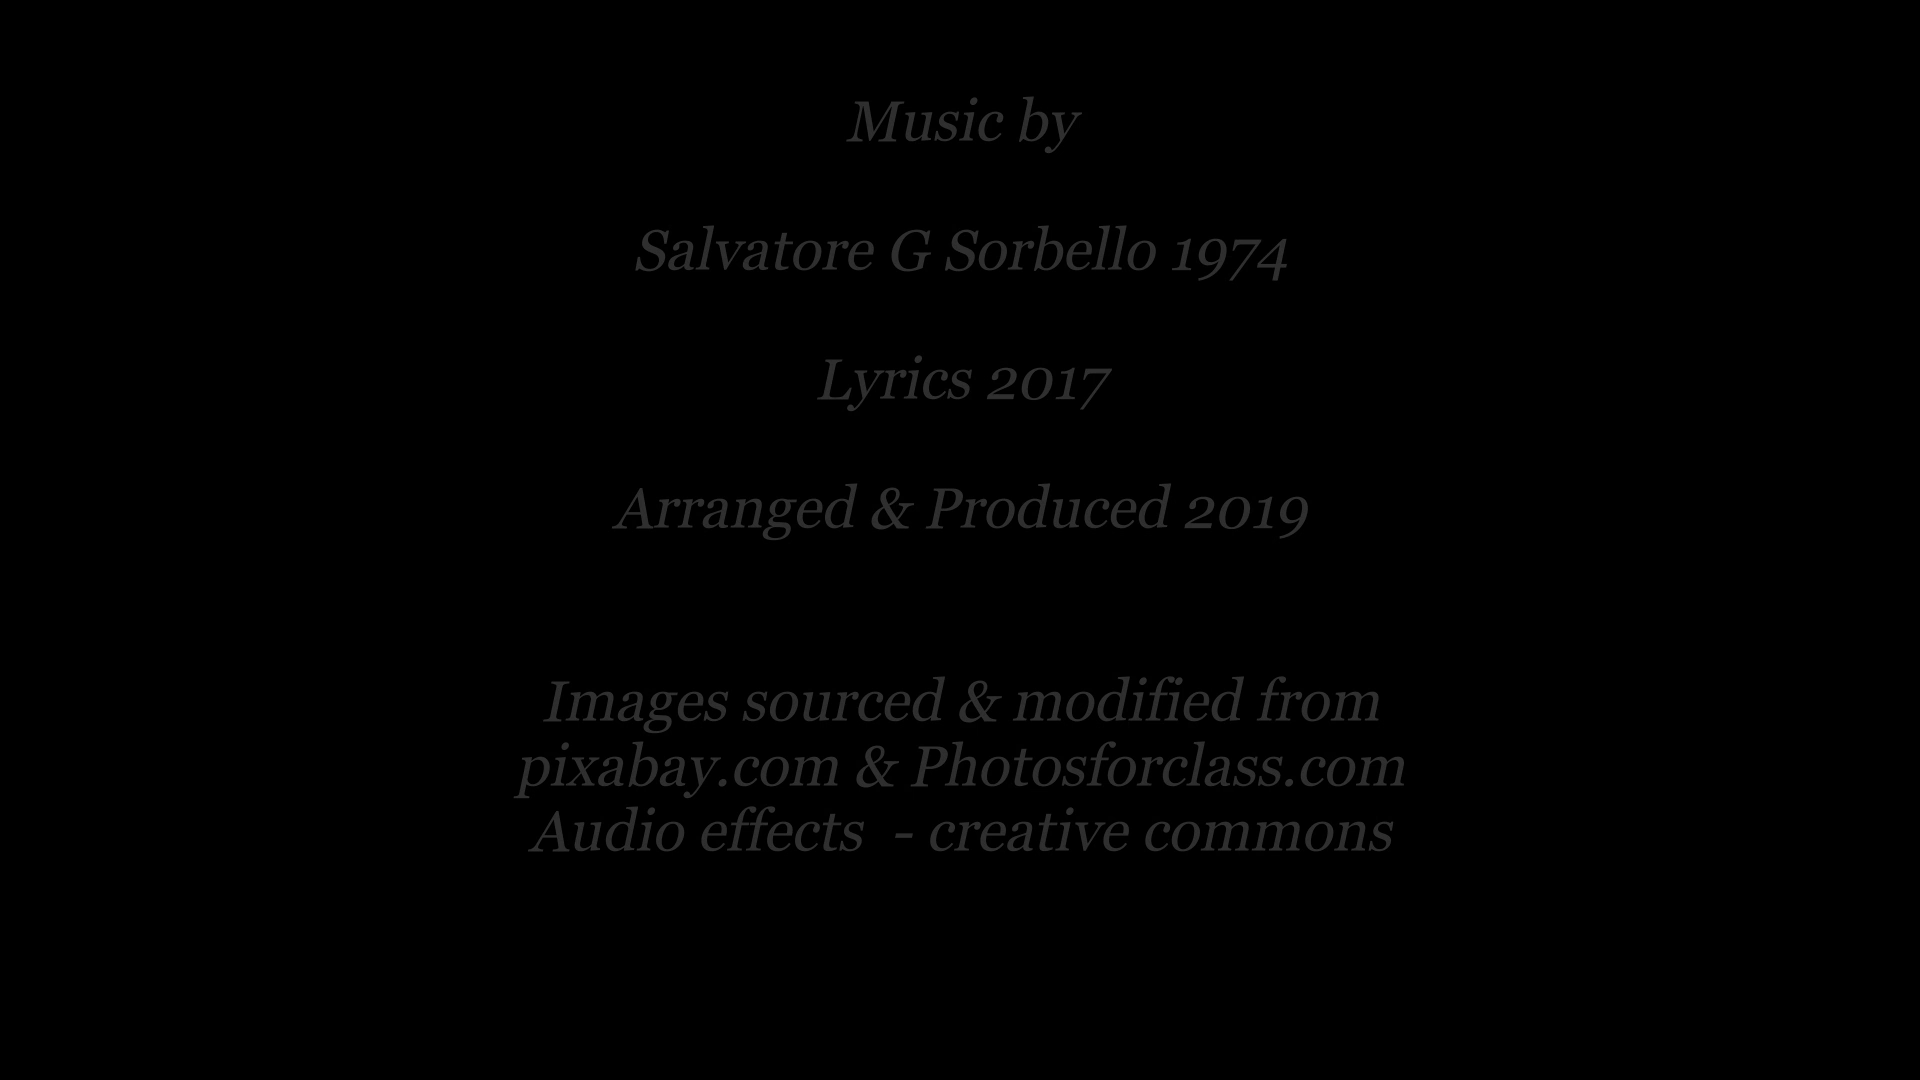 Music by
Salvatore G Sorbello 1974
Lyrics 2017
Arranged & Produced 2019
Images sourced & modified from
pixabay.com & Photosforclass.com
Audio effects  - creative commons